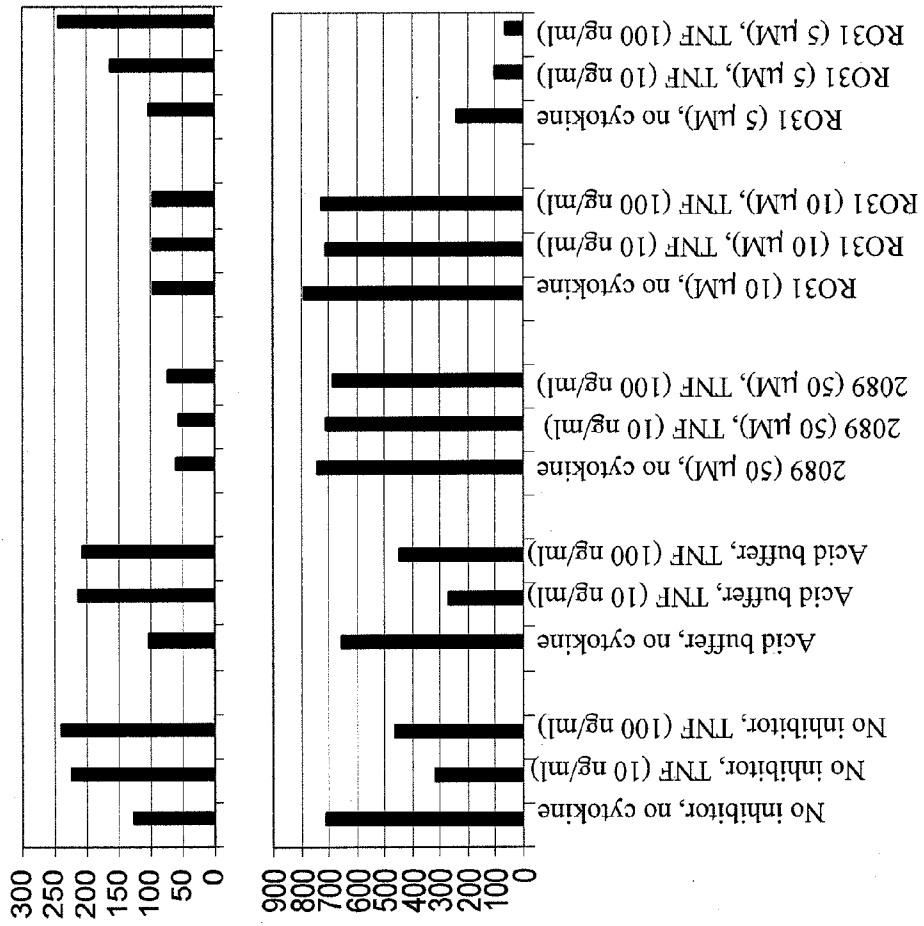 RO31 (5 µM), TNF (100 ng/ml)
RO31 (5 µM), TNF (10 ng/ml)
RO31 (5 µM), no cytokine
RO31 (10 µM), TNF (100 ng/ml)
RO31 (10 µM), TNF (10 ng/ml)
RO31 (10 µM), no cytokine
2089 (50 µM), TNF (100 ng/ml)
2089 (50 µM), TNF (10 ng/ml)
2089 (50 µM), no cytokine
Acid buffer, TNF (100 ng/ml)
Acid buffer, TNF (10 ng/ml)
Acid buffer, no cytokine
No inhibitor, TNF (100 ng/ml)
No inhibitor, TNF (10 ng/ml)
No inhibitor, no cytokine
300
250
200
150
100
50
0
900
800
700
600
500
400
300
200
100
0